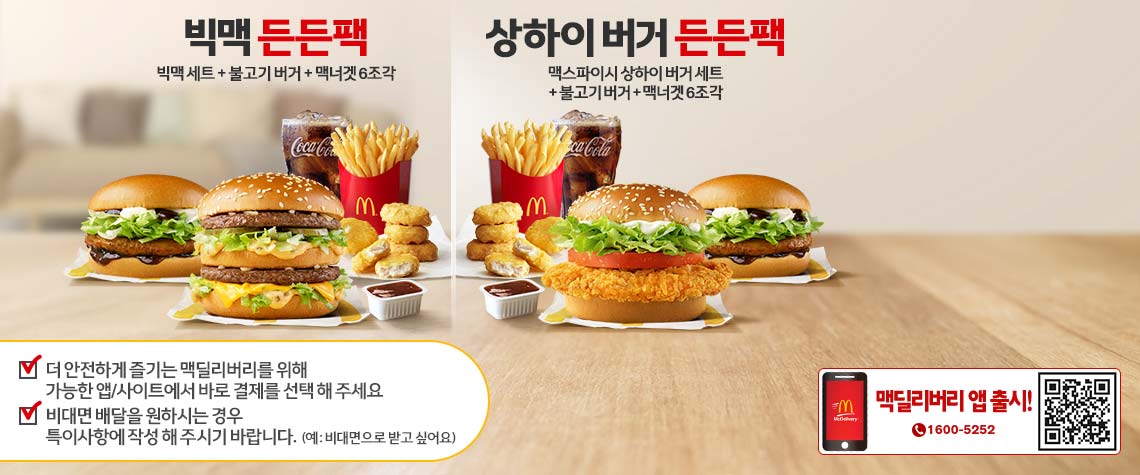 빅맥 든든팩
빅맥 세트 + 불고기 버거 + 맥너겟 6조각
상하이 버거 든든팩
맥스파이시 상하이 버거 세트
+ 불고기 버거 + 맥너겟 6조각
Coca-Cola
Coca-Cola
더 안전하게 즐기는 맥딜리버리를 위해
가능한 앱/사이트에서 바로 결제를 선택 해 주세요
비대면 배달을 원하시는 경우
특이사항에 작성 해 주시기 바랍니다. (예 : 비대면으로 받고 싶어요)
McDelivery
맥딜리버리 앱 출시!
1600-5252